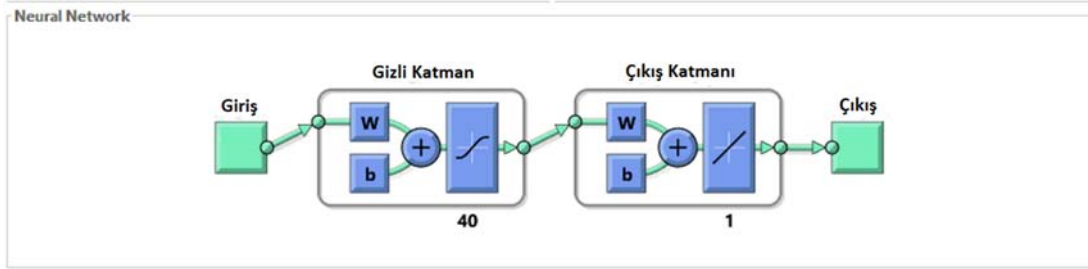 Neural Network
Gizli Katman
Çıkış Katmanı
Giriş
Çıkış
W
W
+
+
b
b
40
1